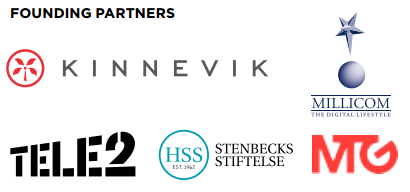 FOUNDING PARTNERS
KINNEVIK
MILLICOM
THE DIGITAL LIFESTYLE
TELE2
HSS
EST. 1962
STENBECKS
STIFTELSE
MTG